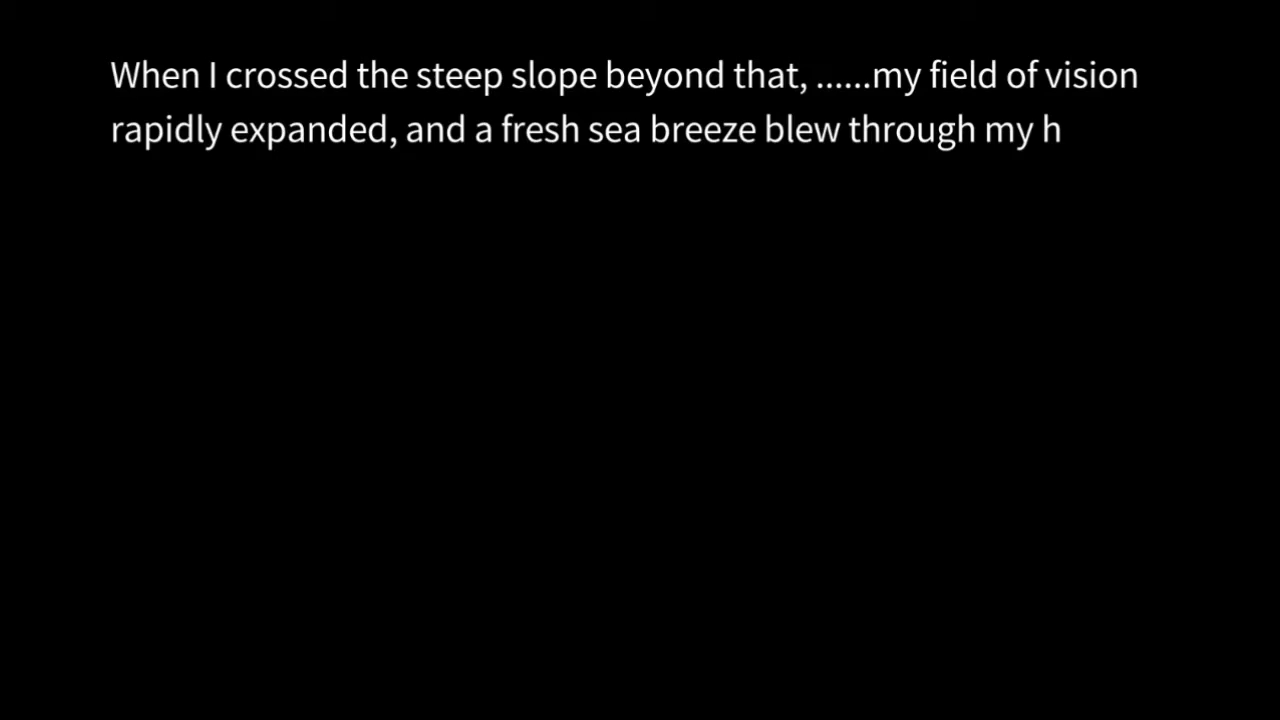 When I crossed the steep slope beyond that, ......my field of vision
rapidly expanded, and a fresh sea breeze blew through my h